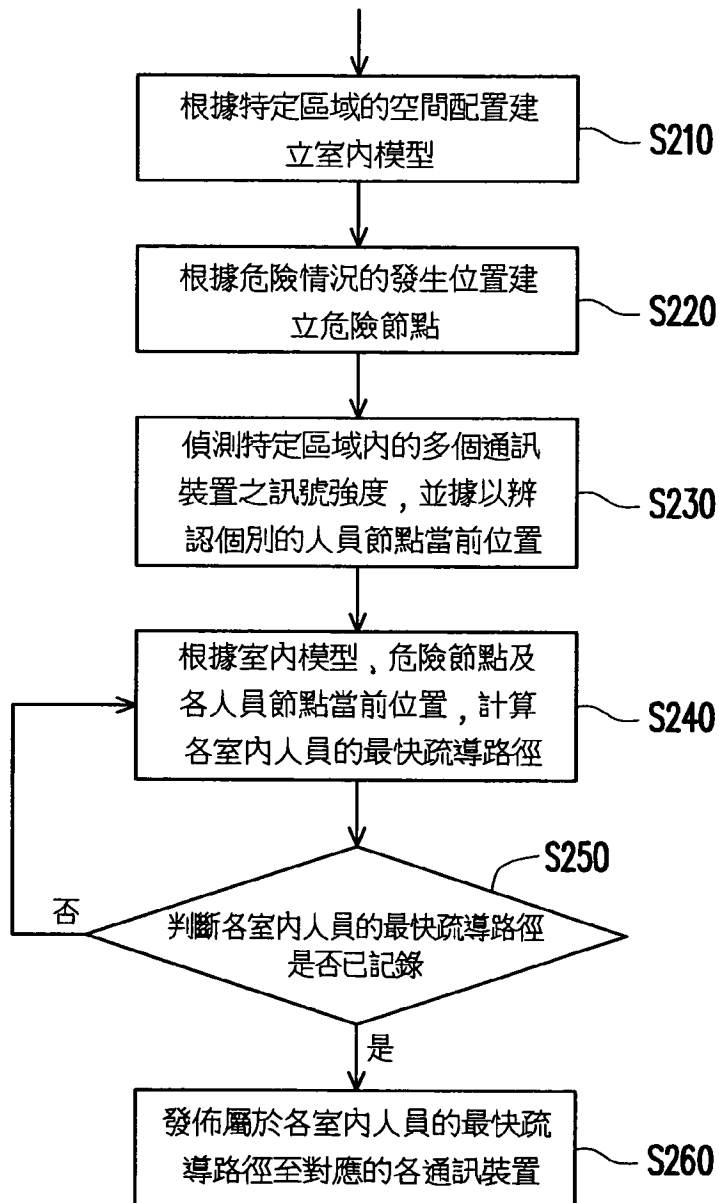 根據特定區域的空間配置建
立室內模型
S210
根據危險情況的發生位置建
立危險節點
S220
偵測特定區域內的多個通訊
裝置之訊號強度，並據以辨
認個別的人員節點當前位置
S230
根據室內模型、危險節點及
各人員節點當前位置，計算
各室內人員的最快疏導路徑
S240
S250
否
判斷各室內人員的最快疏導路徑
是否已記錄
是
發佈屬於各室內人員的最快疏
導路徑至對應的各通訊裝置
S260